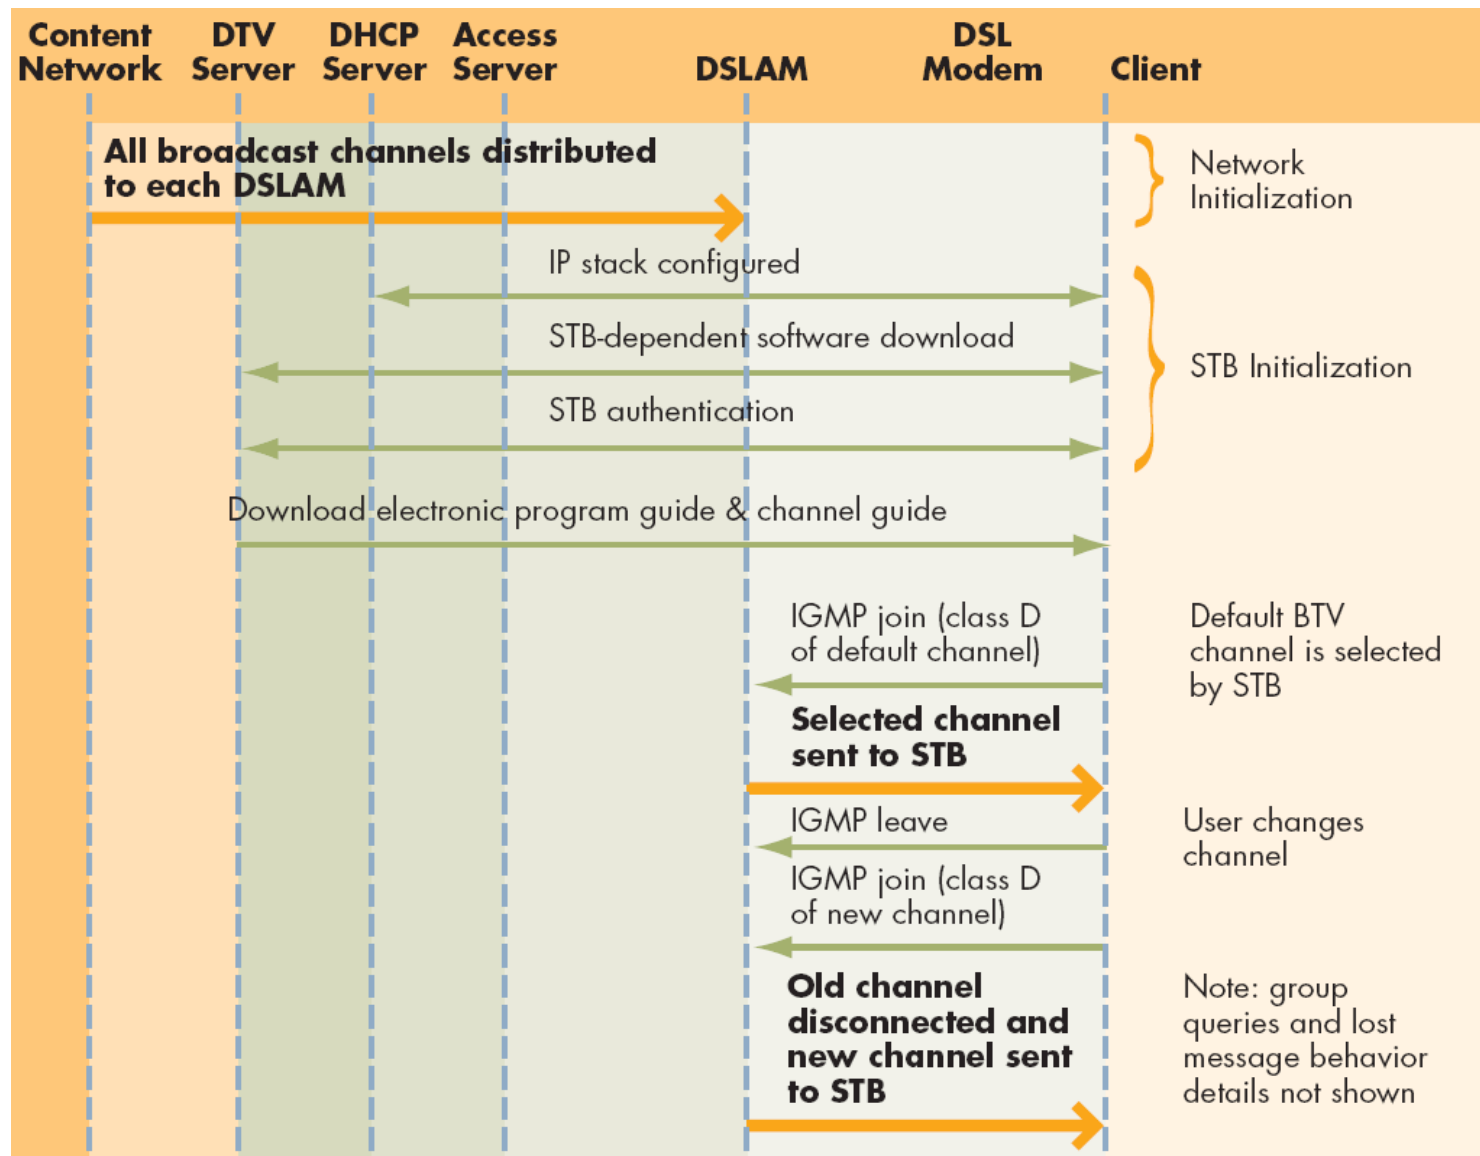 Content Network
DTV Server
DHCP Server
Access Server
DSLAM
DSL Modem
Client
All broadcast channels distributed
to each DSLAM
Network
Initialization
IP stack configured
STB-dependent software download
STB Initialization
STB authentication
Download electronic program guide & channel guide
IGMP join (class D
of default channel)
Default BTV
channel is selected
by STB
Selected channel
sent to STB
IGMP leave
User changes
channel
IGMP join (class D
of new channel)
Old channel
disconnected and
new channel sent
to STB
Note: group
queries and lost
message behavior
details not shown